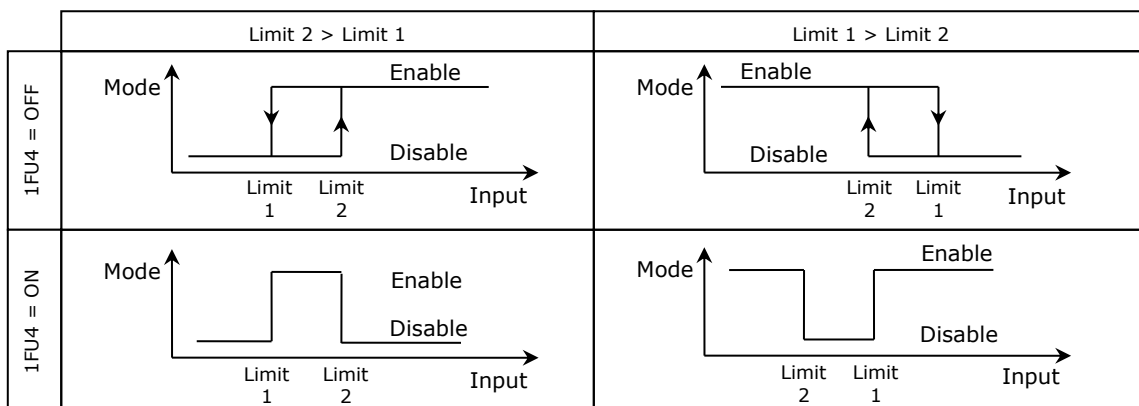 Limit 2 > Limit 1
Limit 1 > Limit 2
1FU4 = OFF
Mode
Enable
Disable
Limit
1
Limit
2
Input
Mode
Enable
Disable
Limit
2
Limit
1
Input
1FU4 = ON
Mode
Enable
Disable
Limit
1
Limit
2
Input
Mode
Enable
Disable
Limit
2
Limit
1
Input